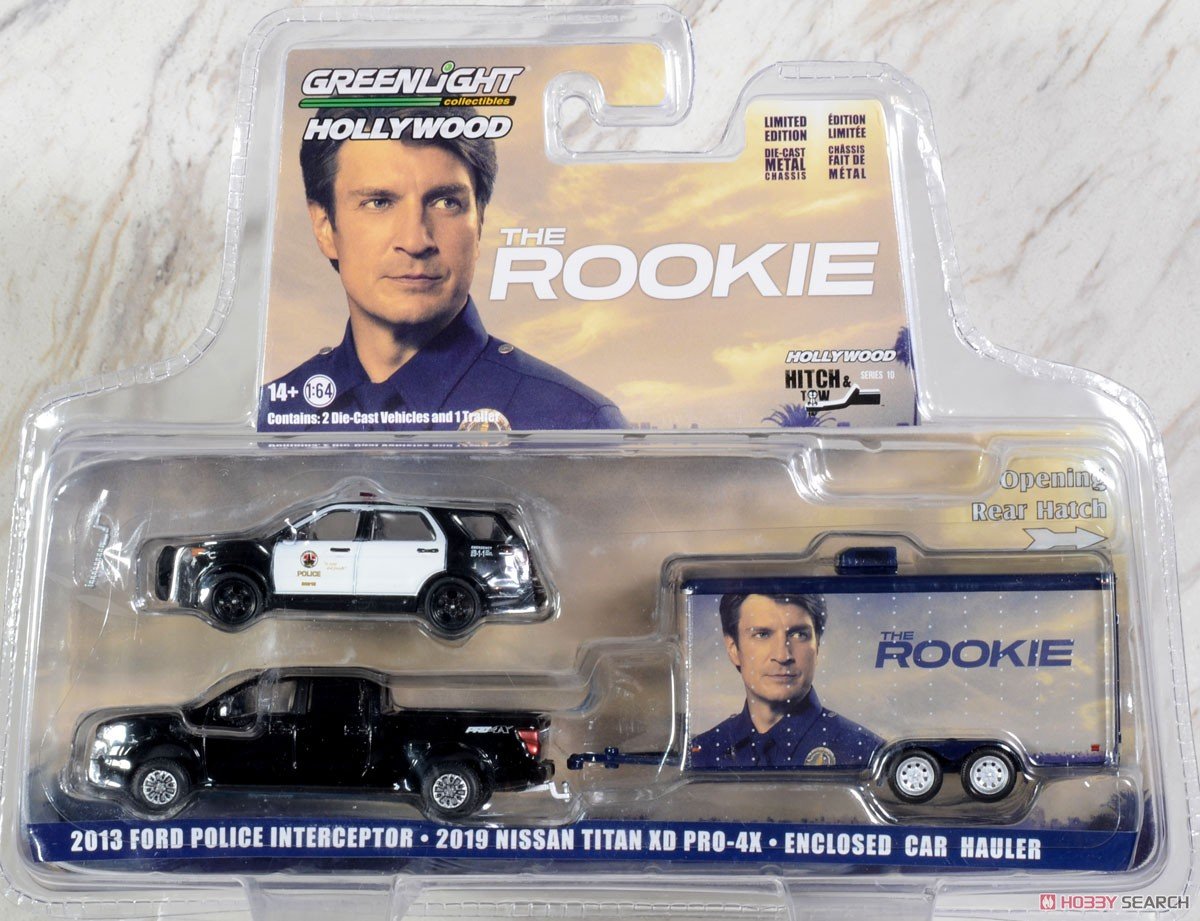 GREENLiGHT
collectibles
HOLLYWOOD
LIMITED
EDITION
DIE-CAST
METAL
CHASSIS
ÉDITION
LIMITÉE
CHÂSSIS
FAIT DE
MÉTAL
THE
ROOKIE
HOLLYWOOD
HITCH &
TOW
SERIES 10
14+ 1:64
Contains: 2 Die-Cast Vehicles and 1 Trailer
Opening
Rear Hatch
EMERGENCY
POLICE
THE
ROOKIE
PRO-4X
2013 FORD POLICE INTERCEPTOR • 2019 NISSAN TITAN XD PRO-4X • ENCLOSED CAR HAULER
HOBBY SEARCH